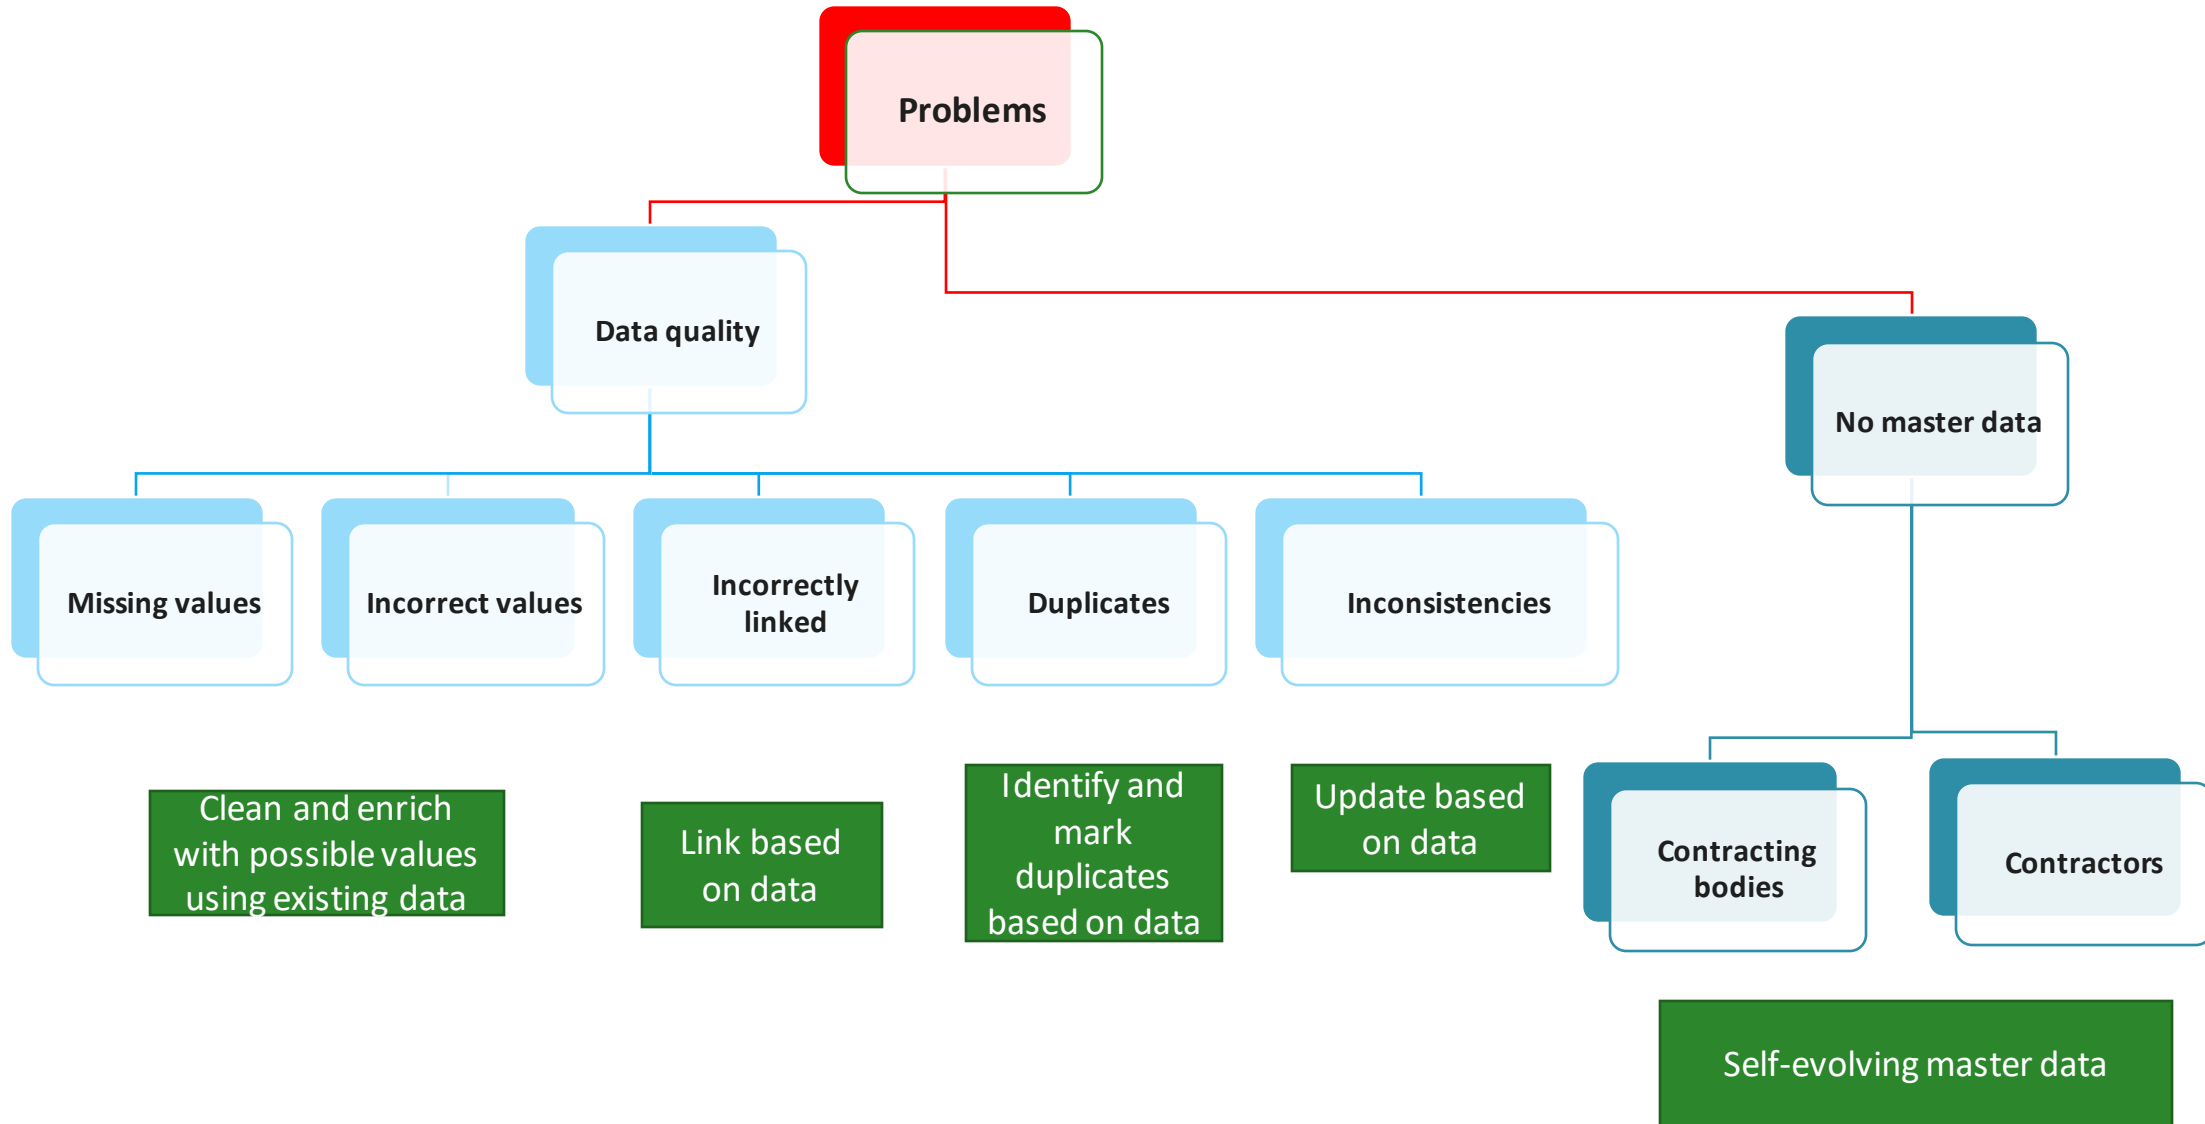 Problems
Data quality
No master data
Missing values
Incorrect values
Incorrectly
linked
Duplicates
Inconsistencies
Clean and enrich
with possible values
using existing data
Link based
on data
Identify and
mark
duplicates
based on data
Update based
on data
Contracting
bodies
Contractors
Self-evolving master data